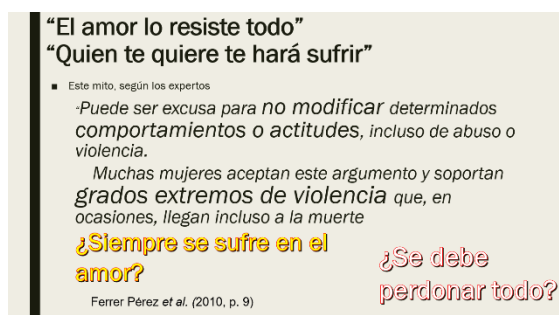 “El amor lo resiste todo”
“Quien te quiere te hará sufrir”
■ Este mito, según los expertos
“Puede ser excusa para no modificar determinados
comportamientos o actitudes, incluso de abuso o
violencia.
Muchas mujeres aceptan este argumento y soportan
grados extremos de violencia que, en
ocasiones, llegan incluso a la muerte
¿Siempre se sufre en el
amor?
¿Se debe
perdonar todo?
Ferrer Pérez et al. (2010, p. 9)